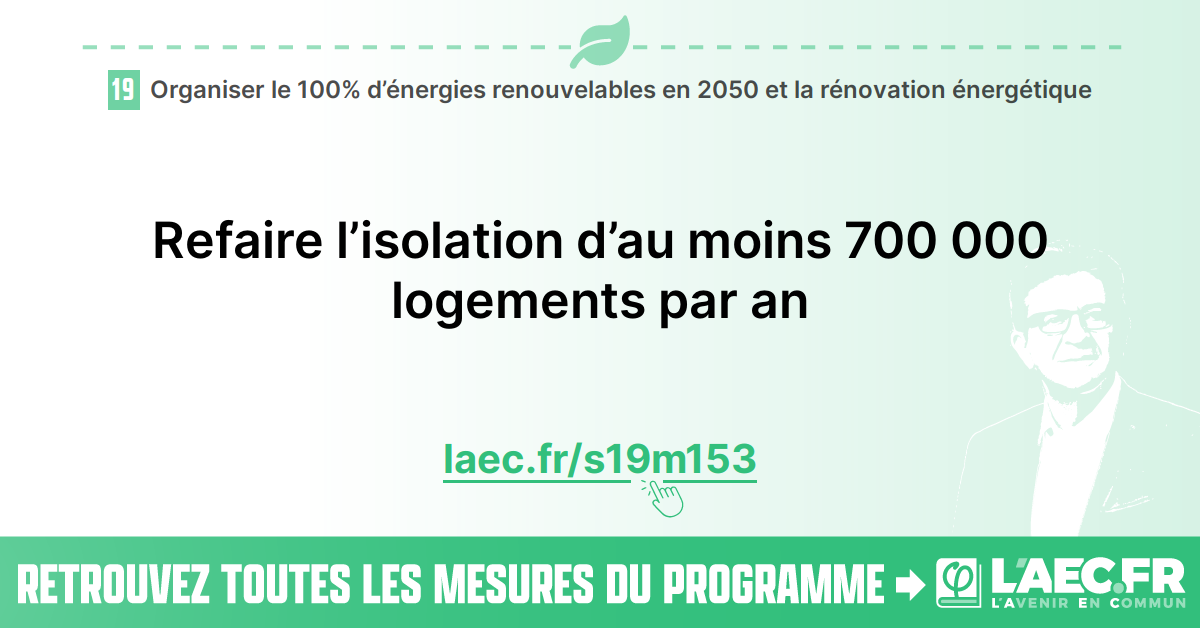 19 Organiser le 100% d’énergies renouvelables en 2050 et la rénovation énergétique
Refaire l’isolation d’au moins 700 000
logements par an
laec.fr/s19m153
RETROUVEZ TOUTES LES MESURES DU PROGRAMME
φ L'AEC.FR
L'AVENIR EN COMMUN